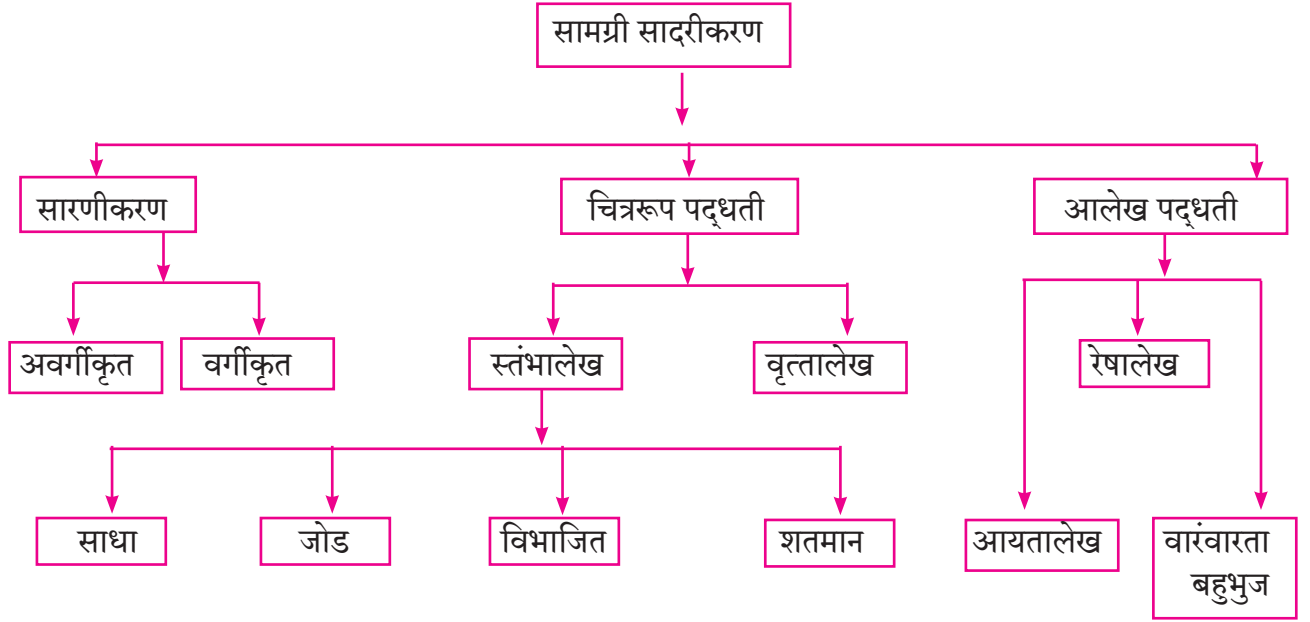 सामग्री सादरीकरण
सारणीकरण
चित्ररूप पद्‌धती
आलेख पद्‌धती
अवर्गीकृत
वर्गीकृत
स्तंभालेख
वृत्तालेख
रेषालेख
साधा
जोड
विभाजित
शतमान
आयतालेख
वारंवारता
बहुभुज